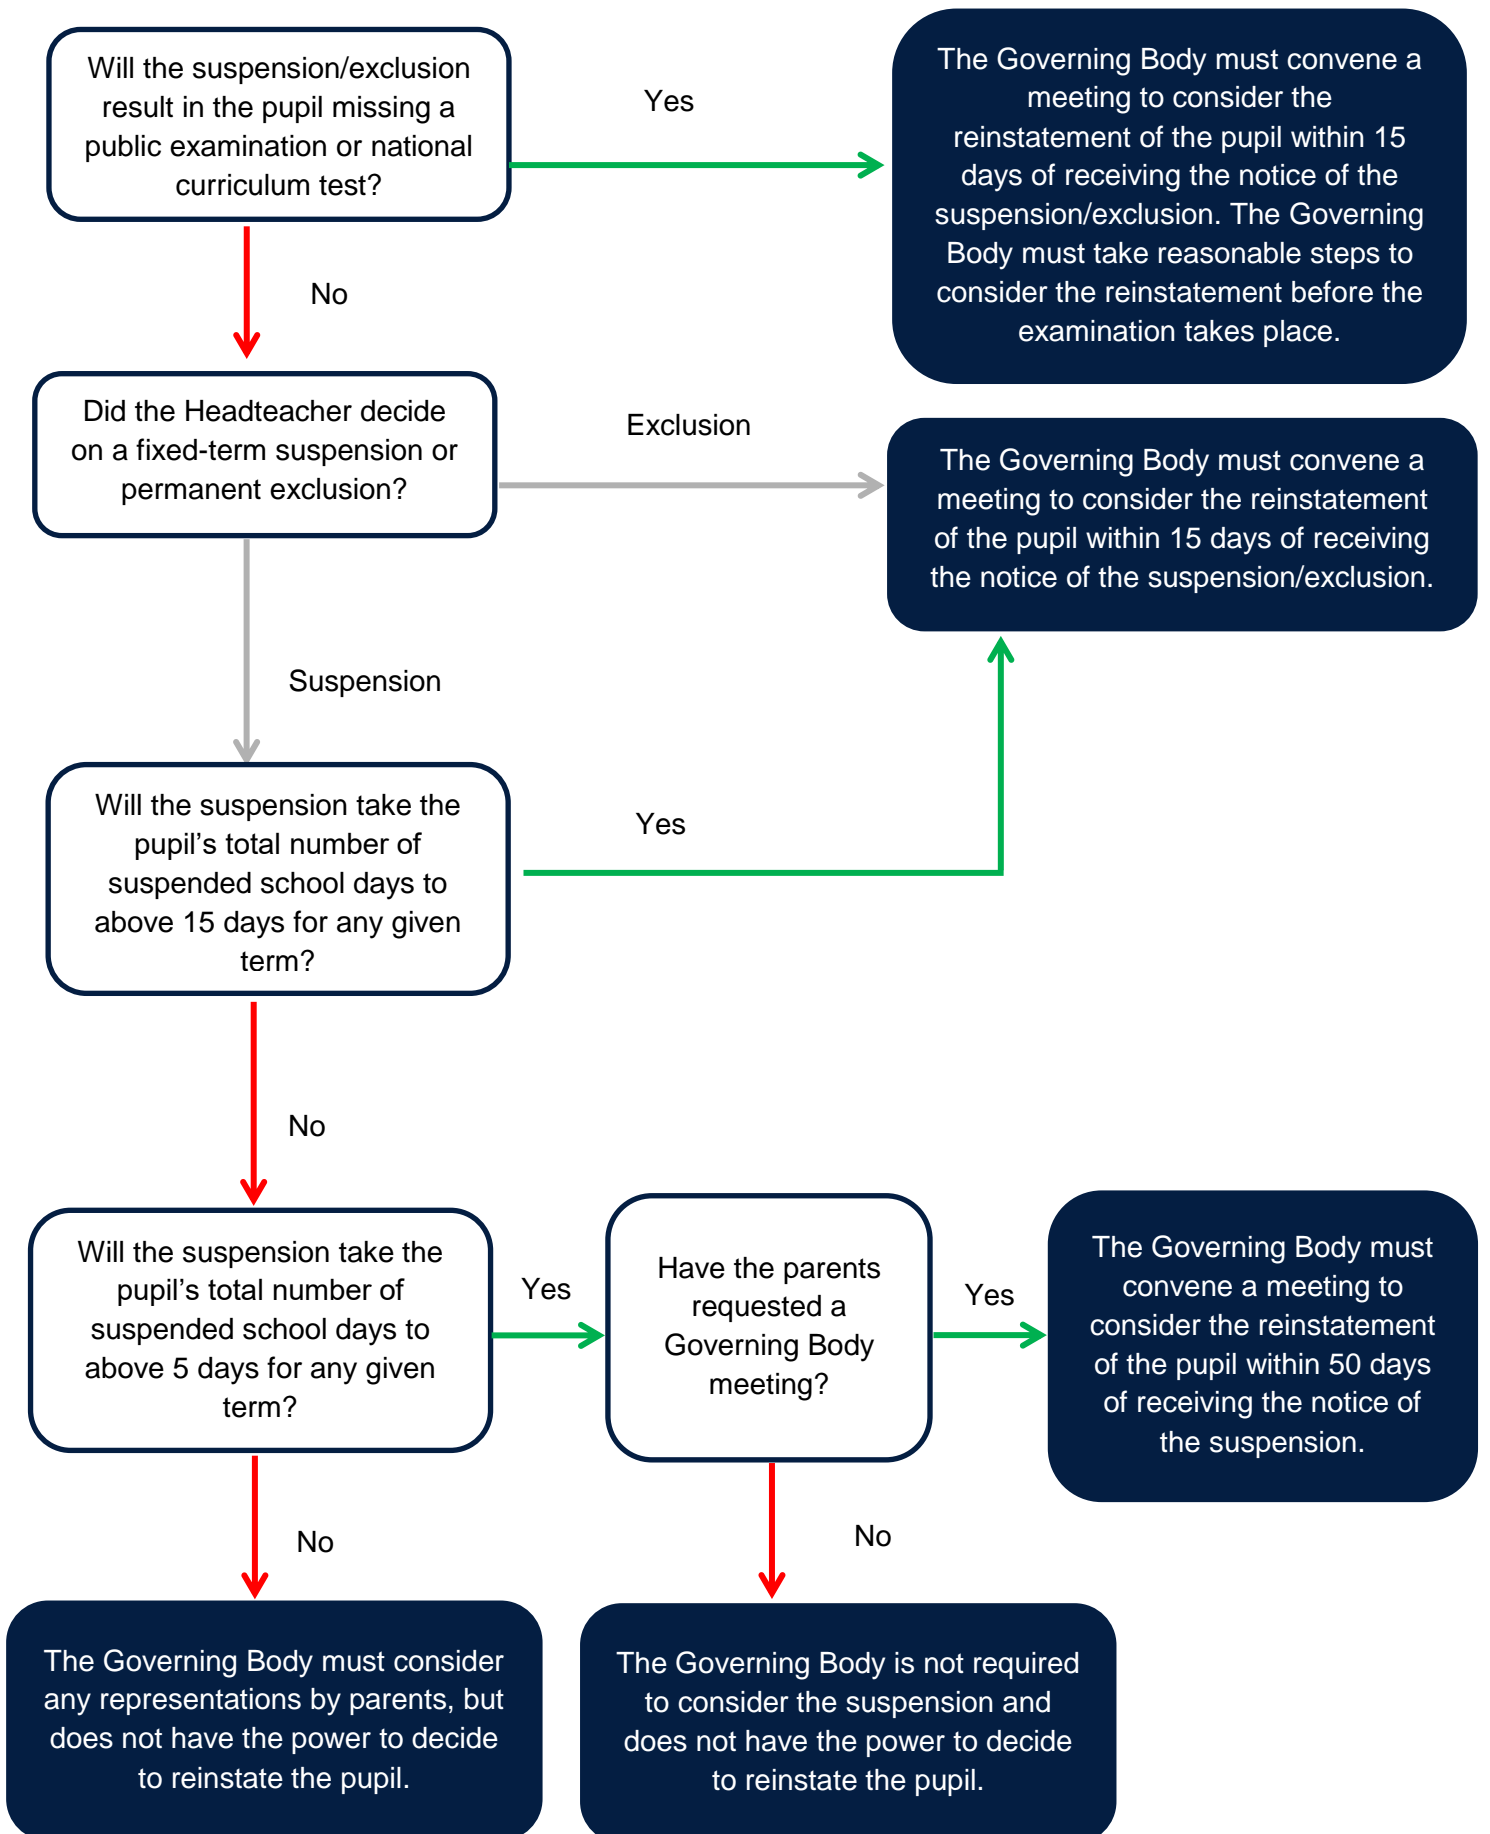 Will the suspension/exclusion
result in the pupil missing a
public examination or national
curriculum test?
Yes
The Governing Body must convene a
meeting to consider the
reinstatement of the pupil within 15
days of receiving the notice of the
suspension/exclusion. The Governing
Body must take reasonable steps to
consider the reinstatement before the
examination takes place.
No
Did the Headteacher decide
on a fixed-term suspension or
permanent exclusion?
Exclusion
The Governing Body must convene a
meeting to consider the reinstatement
of the pupil within 15 days of receiving
the notice of the suspension/exclusion.
Suspension
Will the suspension take the
pupil’s total number of
suspended school days to
above 15 days for any given
term?
Yes
No
Will the suspension take the
pupil’s total number of
suspended school days to
above 5 days for any given
term?
Yes
Have the parents
requested a
Governing Body
meeting?
Yes
The Governing Body must
convene a meeting to
consider the reinstatement
of the pupil within 50 days
of receiving the notice of
the suspension.
No
No
The Governing Body must consider
any representations by parents, but
does not have the power to decide
to reinstate the pupil.
The Governing Body is not required
to consider the suspension and
does not have the power to decide
to reinstate the pupil.